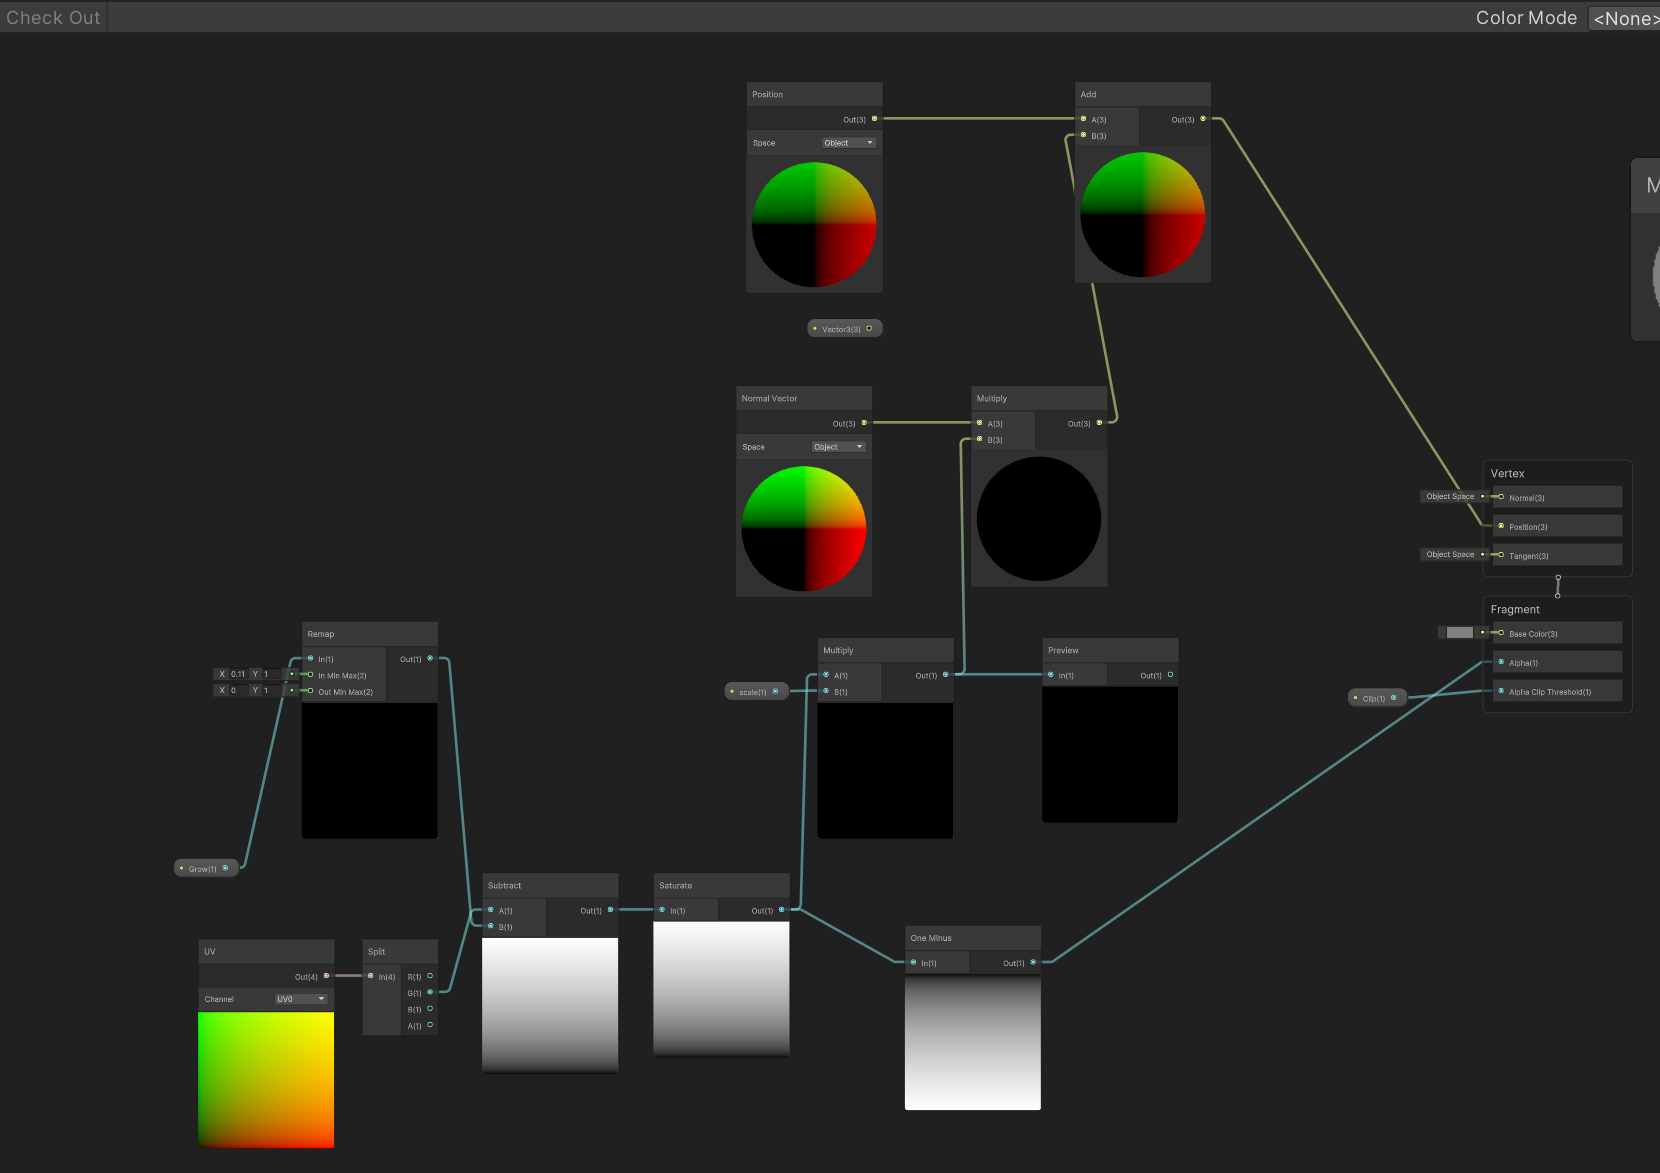 Check Out
Color Mode <None>
Position
Out(3)
Space Object
Add
A(3) Out(3)
B(3)
M
Vector3(3)
Normal Vector
Out(3)
Space Object
Multiply
A(3) Out(3)
B(3)
Vertex
Object Space Normal(3)
Position(3)
Object Space Tangent(3)
Fragment
Base Color(3)
Alpha(1)
Clip(1) Alpha Clip Threshold(1)
Remap
In(1) Out(1)
X 0.11 Y 1 In Min Max(2)
X 0 Y 1 Out Min Max(2)
Multiply
A(1) Out(1)
scale(1) B(1)
Preview
In(1) Out(1)
Grow(1)
Subtract
A(1) Out(1)
B(1)
Saturate
In(1) Out(1)
One Minus
In(1) Out(1)
UV
Out(4)
Channel UV0
Split
In(4) R(1)
G(1)
B(1)
A(1)